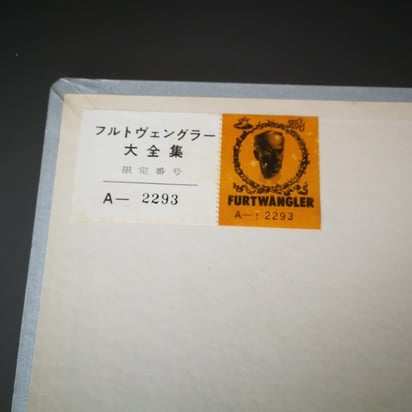 フルトヴェングラー
大全集
限定番号
A— 2293
FURTWÄNGLER
A—! 2293